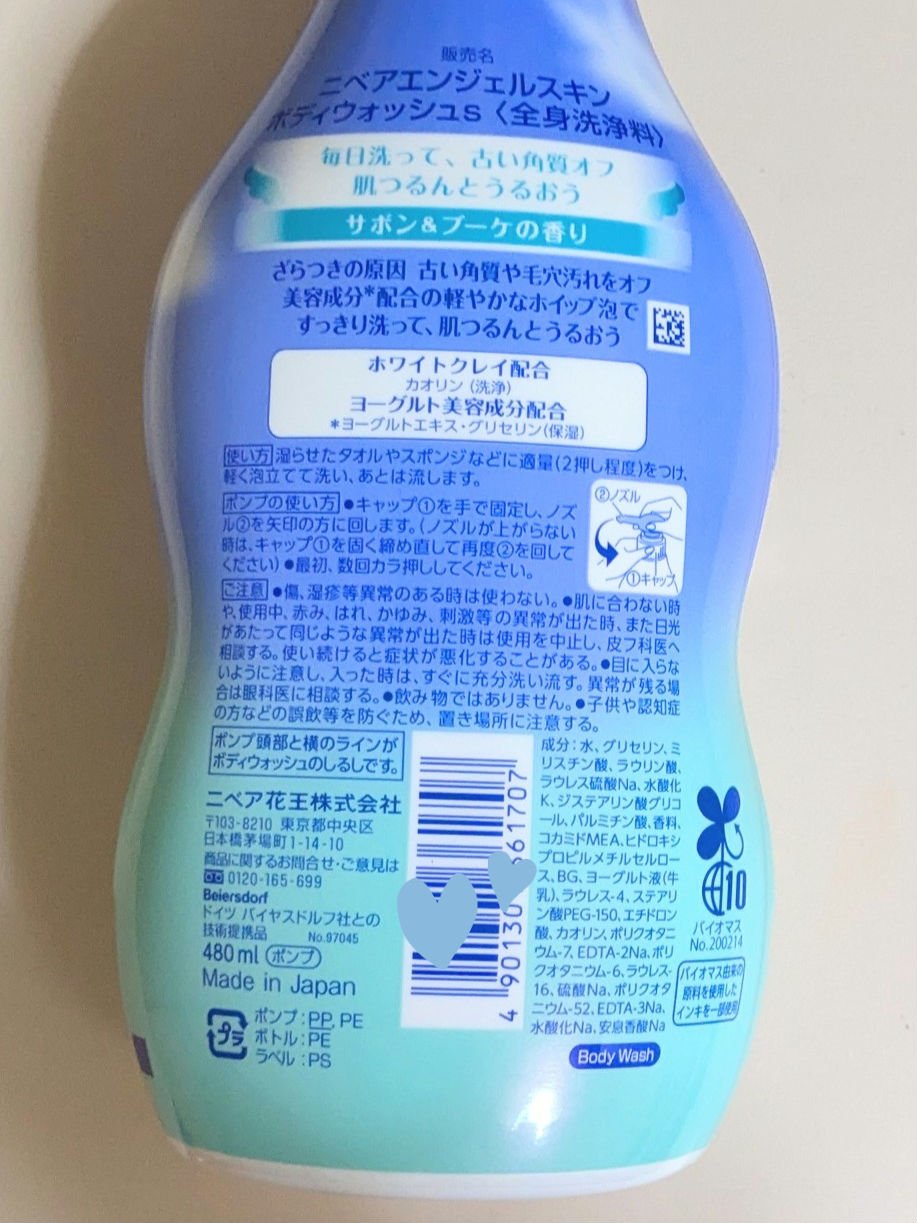 販売名
ニベアエンジェルスキン
ボディウォッシュS〈全身洗浄料〉
毎日洗って、古い角質オフ
肌つるんとうるおう
サボン&ブーケの香り
ざらつきの原因 古い角質や毛穴汚れをオフ
美容成分*配合の軽やかなホイップ泡で
すっきり洗って、肌つるんとうるおう
ホワイトクレイ配合
カオリン(洗浄)
ヨーグルト美容成分配合
*ヨーグルトエキス・グリセリン(保湿)
使い方 湿らせたタオルやスポンジなどに適量(2押し程度)をつけ、
軽く泡立てて洗い、あとは流します。
ポンプの使い方 ●キャップ①を手で固定し、ノズ
ル②を矢印の方に回します。(ノズルが上がらない
時は、キャップ①を固く締め直して再度②を回して
ください) ●最初、数回カラ押ししてください。
②ノズル
①キャップ
ご注意 ●傷、湿疹等異常のある時は使わない。●肌に合わない時
や、使用中、赤み、はれ、かゆみ、刺激等の異常が出た時、また日光
があたって同じような異常が出た時は使用を中止し、皮フ科医へ
相談する。使い続けると症状が悪化することがある。●目に入らな
いように注意し、入った時は、すぐに充分洗い流す。異常が残る場
合は眼科医に相談する。●飲み物ではありません。●子供や認知症
の方などの誤飲等を防ぐため、置き場所に注意する。
ポンプ頭部と横のラインが
ボディウォッシュのしるしです。
ニベア花王株式会社
〒103-8210 東京都中央区
日本橋茅場町1-14-10
商品に関するお問合せ・ご意見は
0120-165-699
Beiersdorf
ドイツ バイヤスドルフ社との
技術提携品 No.97045
480ml ポンプ
Made in Japan
プラ
ポンプ:PP, PE
ボトル:PE
ラベル:PS
4 90130 61707
成分:水、グリセリン、ミ
リスチン酸、ラウリン酸、
ラウレス硫酸Na、水酸化
K、ジステアリン酸グリコ
ール、パルミチン酸、香料、
コカミドMEA、ヒドロキシ
プロピルメチルセルロー
ス、BG、ヨーグルト液(牛
乳)、ラウレス-4、ステアリ
ン酸PEG-150、エチドロン
酸、カオリン、ポリクオタニ
ウム-7、EDTA-2Na、ポリ
クオタニウム-6、ラウレス-
16、硫酸Na、ポリクオタ
ニウム-52、EDTA-3Na、
水酸化Na、安息香酸Na
Body Wash
10
バイオマス
No.200214
バイオマス由来の
原料を使用した
インキを一部使用